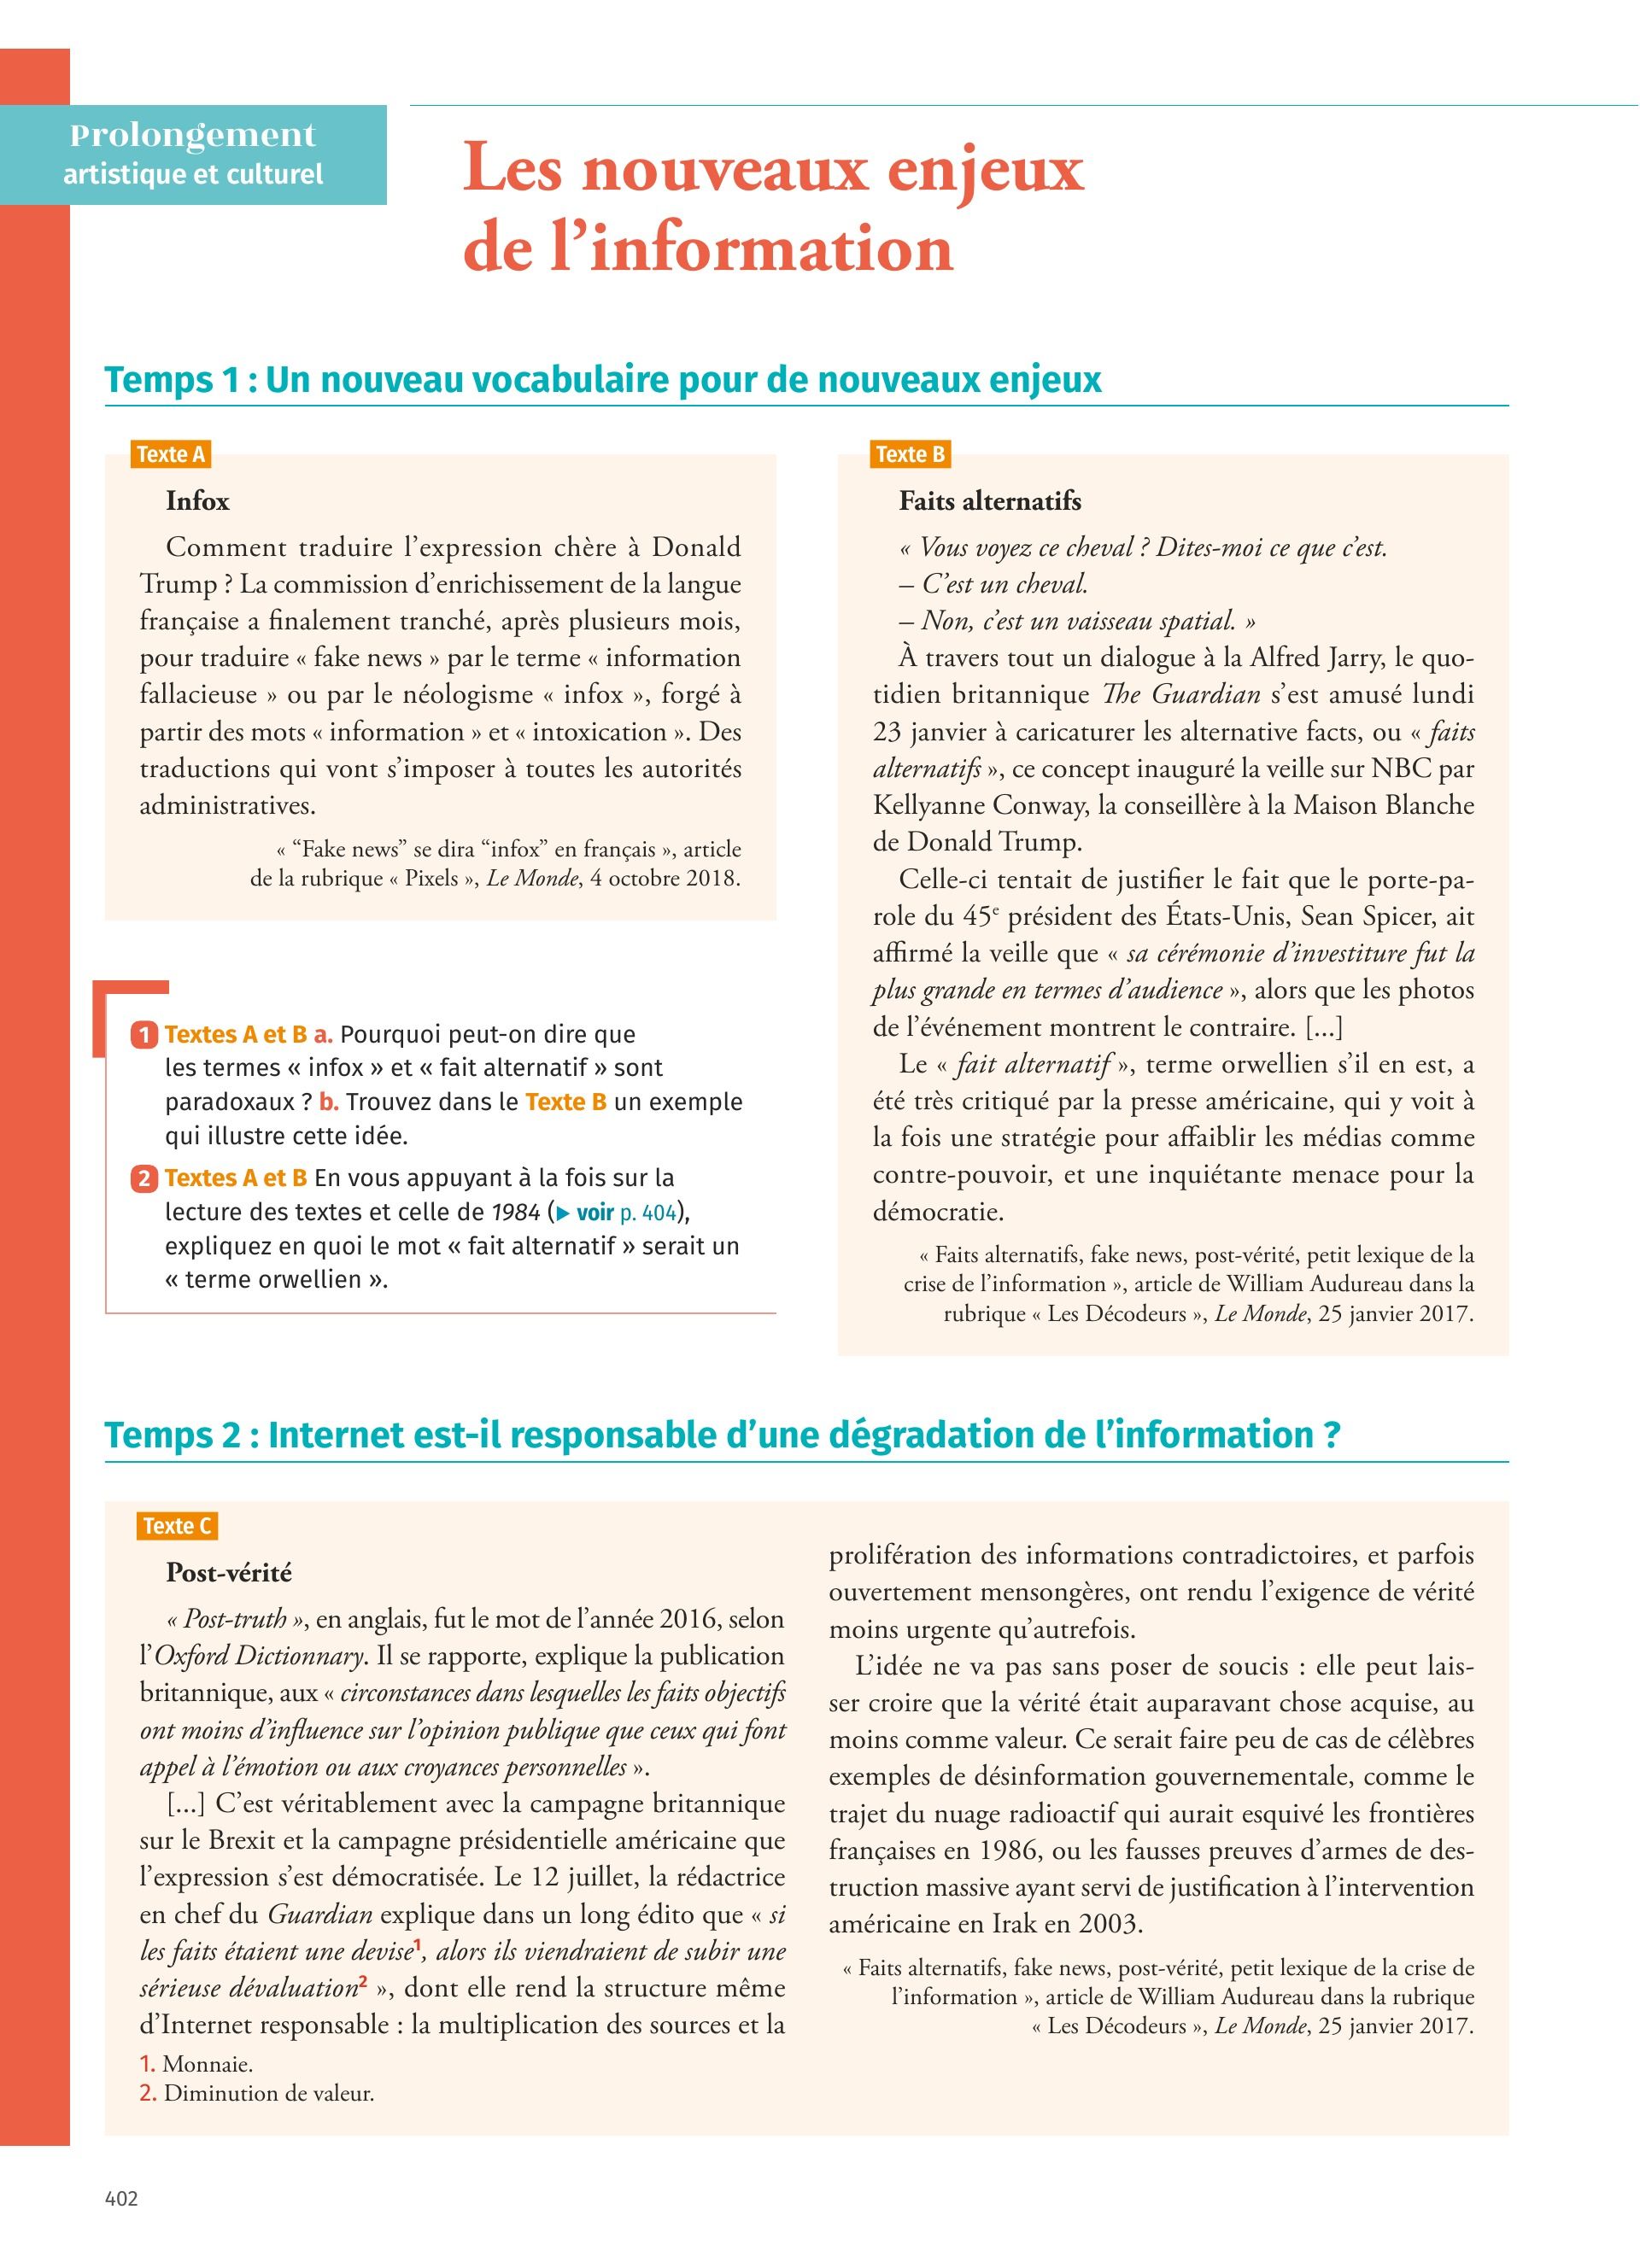 Prolongement
artistique et culturel
Les nouveaux enjeux
de l’information
Temps 1 : Un nouveau vocabulaire pour de nouveaux enjeux
Texte A
Infox
Comment traduire l’expression chère à Donald
Trump ? La commission d’enrichissement de la langue
française a finalement tranché, après plusieurs mois,
pour traduire « fake news » par le terme « information
fallacieuse » ou par le néologisme « infox », forgé à
partir des mots « information » et « intoxication ». Des
traductions qui vont s’imposer à toutes les autorités
administratives.
« “Fake news” se dira “infox” en français », article
de la rubrique « Pixels », Le Monde, 4 octobre 2018.
1 Textes A et B a. Pourquoi peut-on dire que
les termes « infox » et « fait alternatif » sont
paradoxaux ? b. Trouvez dans le Texte B un exemple
qui illustre cette idée.
2 Textes A et B En vous appuyant à la fois sur la
lecture des textes et celle de 1984 (▶ voir p. 404),
expliquez en quoi le mot « fait alternatif » serait un
« terme orwellien ».
Texte B
Faits alternatifs
« Vous voyez ce cheval ? Dites-moi ce que c’est.
– C’est un cheval.
– Non, c’est un vaisseau spatial. »
À travers tout un dialogue à la Alfred Jarry, le quo-
tidien britannique The Guardian s’est amusé lundi
23 janvier à caricaturer les alternative facts, ou « faits
alternatifs », ce concept inauguré la veille sur NBC par
Kellyanne Conway, la conseillère à la Maison Blanche
de Donald Trump.
Celle-ci tentait de justifier le fait que le porte-pa-
role du 45e président des États-Unis, Sean Spicer, ait
affirmé la veille que « sa cérémonie d’investiture fut la
plus grande en termes d’audience », alors que les photos
de l’événement montrent le contraire. [...]
Le « fait alternatif », terme orwellien s’il en est, a
été très critiqué par la presse américaine, qui y voit à
la fois une stratégie pour affaiblir les médias comme
contre-pouvoir, et une inquiétante menace pour la
démocratie.
« Faits alternatifs, fake news, post-vérité, petit lexique de la
crise de l’information », article de William Audureau dans la
rubrique « Les Décodeurs », Le Monde, 25 janvier 2017.
Temps 2 : Internet est-il responsable d’une dégradation de l’information ?
Texte C
Post-vérité
« Post-truth », en anglais, fut le mot de l’année 2016, selon
l’Oxford Dictionnary. Il se rapporte, explique la publication
britannique, aux « circonstances dans lesquelles les faits objectifs
ont moins d’influence sur l’opinion publique que ceux qui font
appel à l’émotion ou aux croyances personnelles ».
[...] C’est véritablement avec la campagne britannique
sur le Brexit et la campagne présidentielle américaine que
l’expression s’est démocratisée. Le 12 juillet, la rédactrice
en chef du Guardian explique dans un long édito que « si
les faits étaient une devise1, alors ils viendraient de subir une
sérieuse dévaluation2 », dont elle rend la structure même
d’Internet responsable : la multiplication des sources et la
1. Monnaie.
2. Diminution de valeur.
prolifération des informations contradictoires, et parfois
ouvertement mensongères, ont rendu l’exigence de vérité
moins urgente qu’autrefois.
L’idée ne va pas sans poser de soucis : elle peut lais-
ser croire que la vérité était auparavant chose acquise, au
moins comme valeur. Ce serait faire peu de cas de célèbres
exemples de désinformation gouvernementale, comme le
trajet du nuage radioactif qui aurait esquivé les frontières
françaises en 1986, ou les fausses preuves d’armes de des-
truction massive ayant servi de justification à l’intervention
américaine en Irak en 2003.
« Faits alternatifs, fake news, post-vérité, petit lexique de la crise de
l’information », article de William Audureau dans la rubrique
« Les Décodeurs », Le Monde, 25 janvier 2017.
402